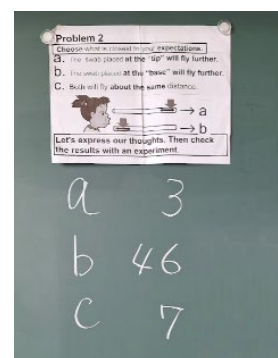 Problem 2
Choose what is closest to your expectations.
a. The swab placed at the "tip" will fly further.
b. The swab placed at the "base" will fly further.
c. Both will fly about the same distance.
a
b
Let's express our thoughts. Then check
the results with an experiment.
a 3
b 46
c 7